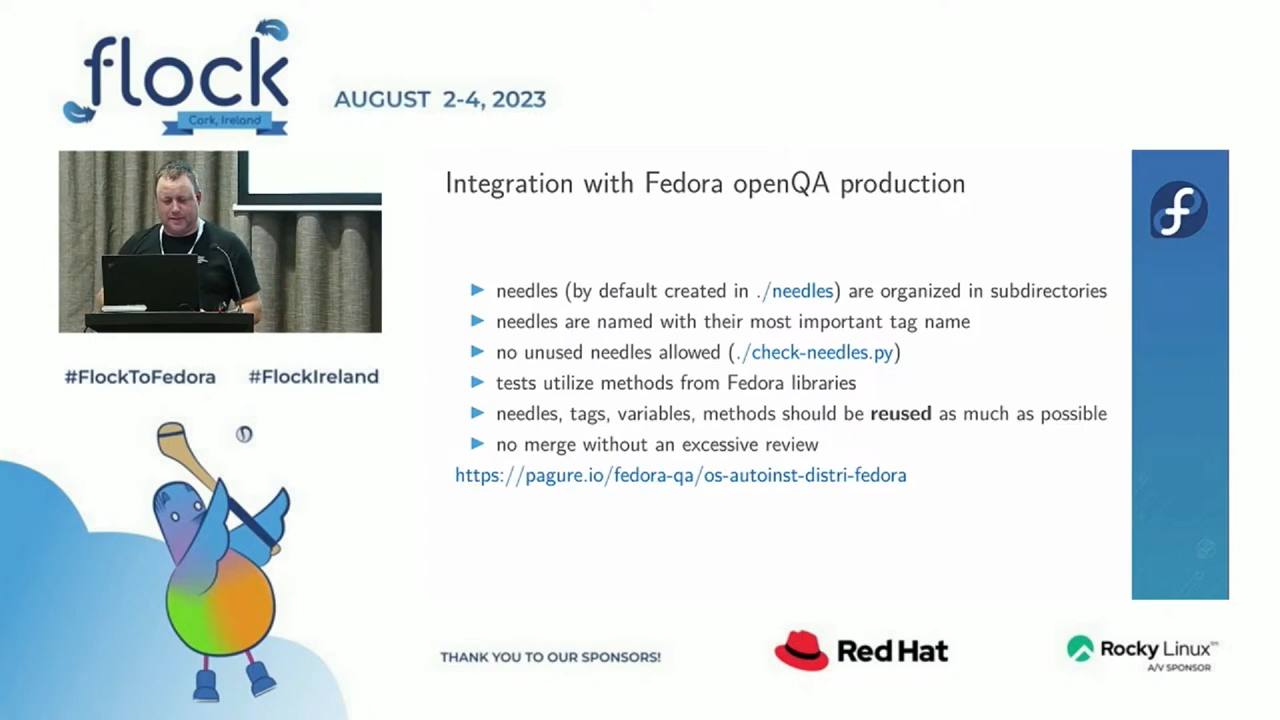 flock
Cork, Ireland
AUGUST 2-4, 2023
Integration with Fedora openQA production
needles (by default created in ./needles) are organized in subdirectories
needles are named with their most important tag name
no unused needles allowed (./check-needles.py)
tests utilize methods from Fedora libraries
needles, tags, variables, methods should be reused as much as possible
no merge without an excessive review
https://pagure.io/fedora-qa/os-autoinst-distri-fedora
#FlockToFedora #FlockIreland
THANK YOU TO OUR SPONSORS!
Red Hat
Rocky Linux™
A/V SPONSOR